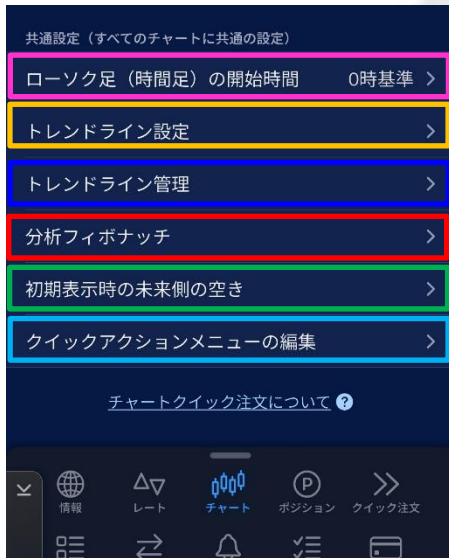 共通設定（すべてのチャートに共通の設定）
ローソク足（時間足）の開始時間 0時基準
トレンドライン設定
トレンドライン管理
分析フィボナッチ
初期表示時の未来側の空き
クイックアクションメニューの編集
チャートクイック注文について ?
情報 レート チャート P ポジション クイック注文